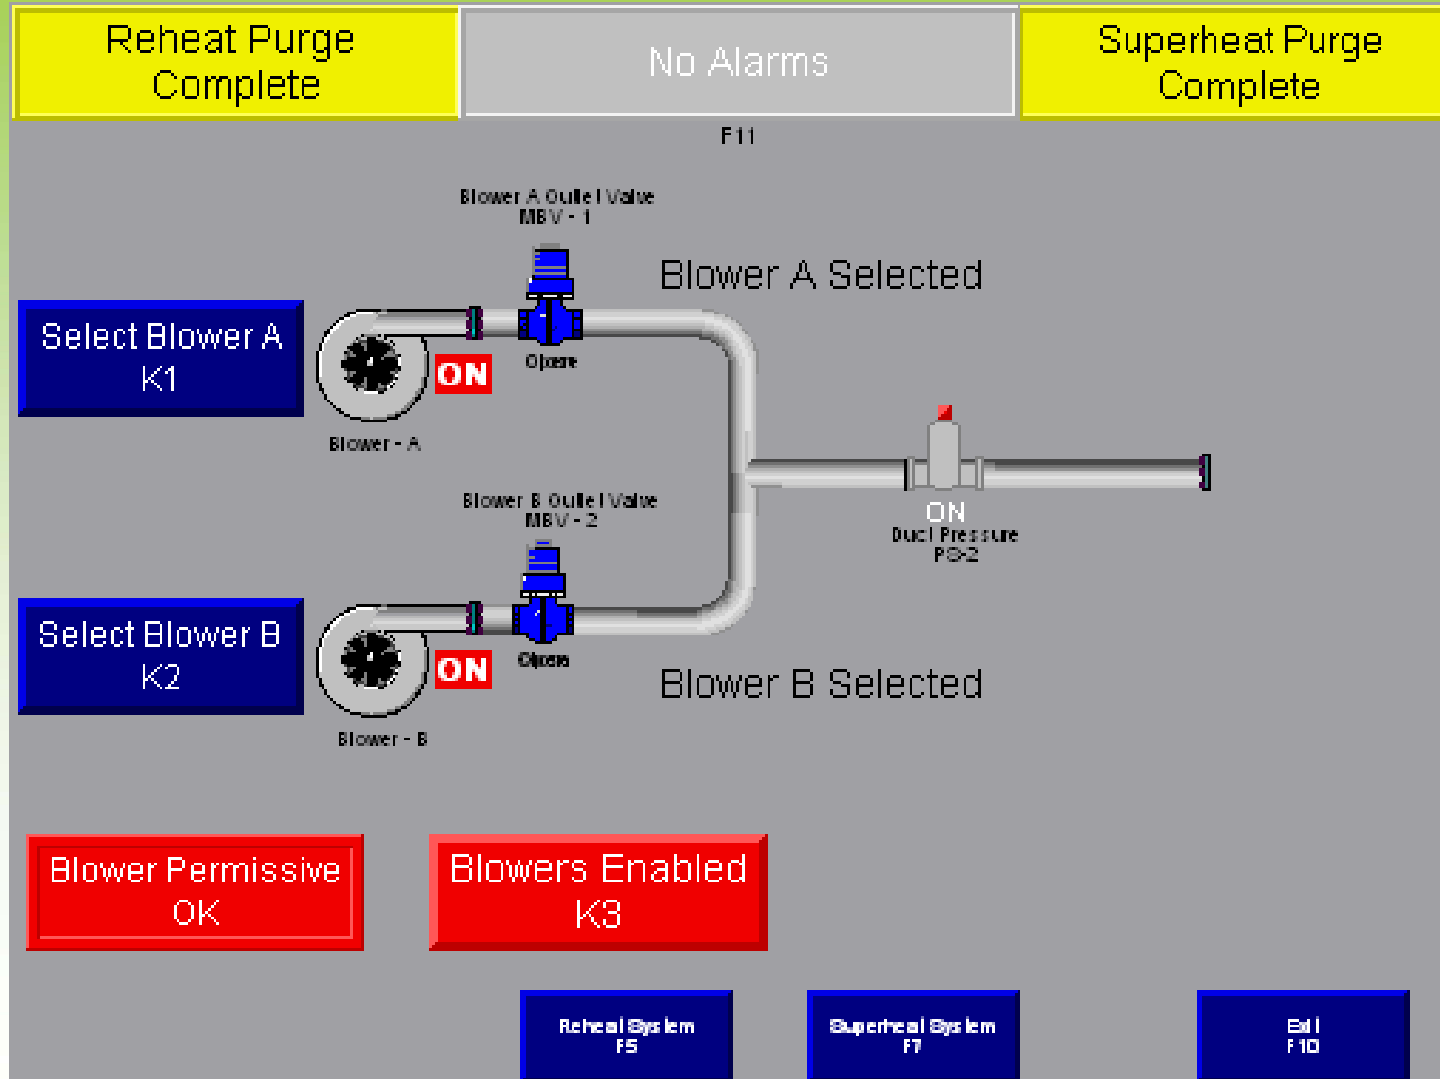 Reheat Purge
Complete
No Alarms
Superheat Purge
Complete
F11
Blower A Outlet Valve
MBV - 1
Blower A Selected
Select Blower A
K1
ON
Blower - A
Blower B Outlet Valve
MBV - 2
ON
Duct Pressure
PS-2
Select Blower B
K2
ON
Blower - B
Blower B Selected
Blower Permissive
OK
Blowers Enabled
K3
Reheat System
F5
Superheat System
F7
Exit
F10